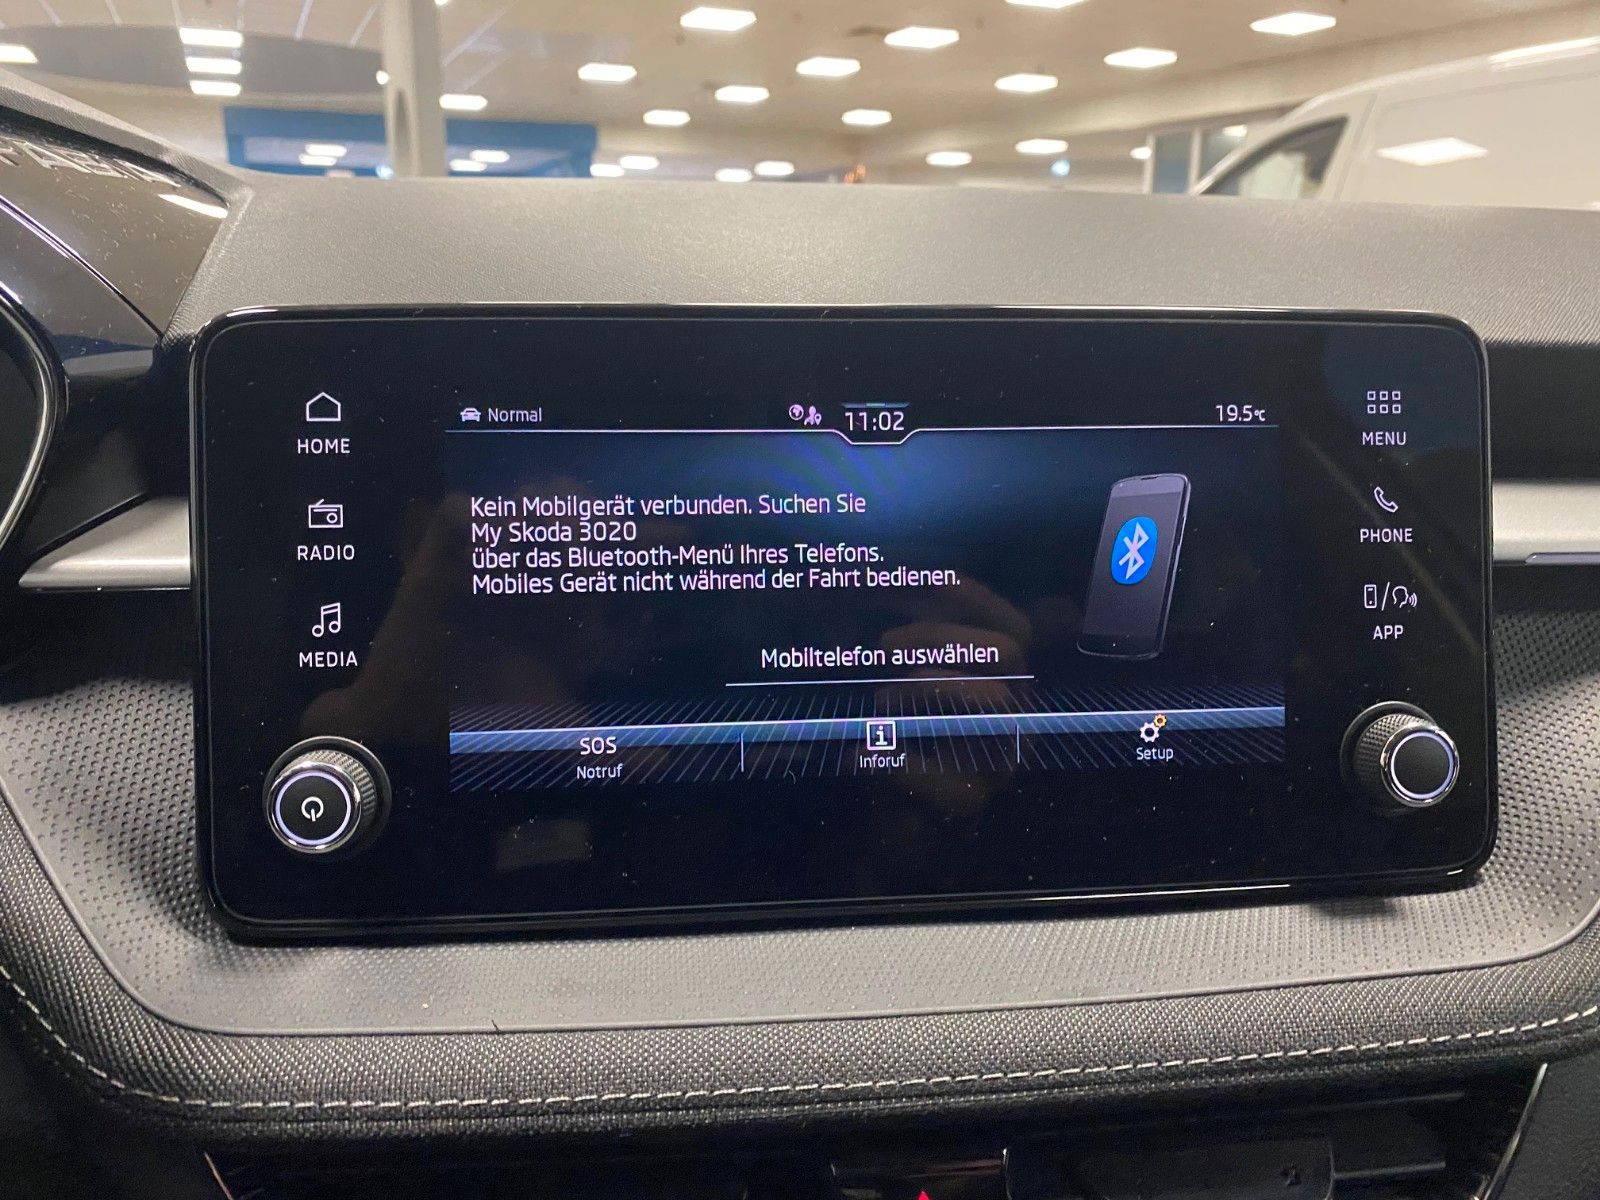 HOME
RADIO
MEDIA
Normal
11:02
19.5°C
Kein Mobilgerät verbunden. Suchen Sie
My Skoda 3020
über das Bluetooth-Menü Ihres Telefons.
Mobiles Gerät nicht während der Fahrt bedienen.
Mobiltelefon auswählen
SOS
Notruf
i
Inforuf
Setup
MENU
PHONE
APP